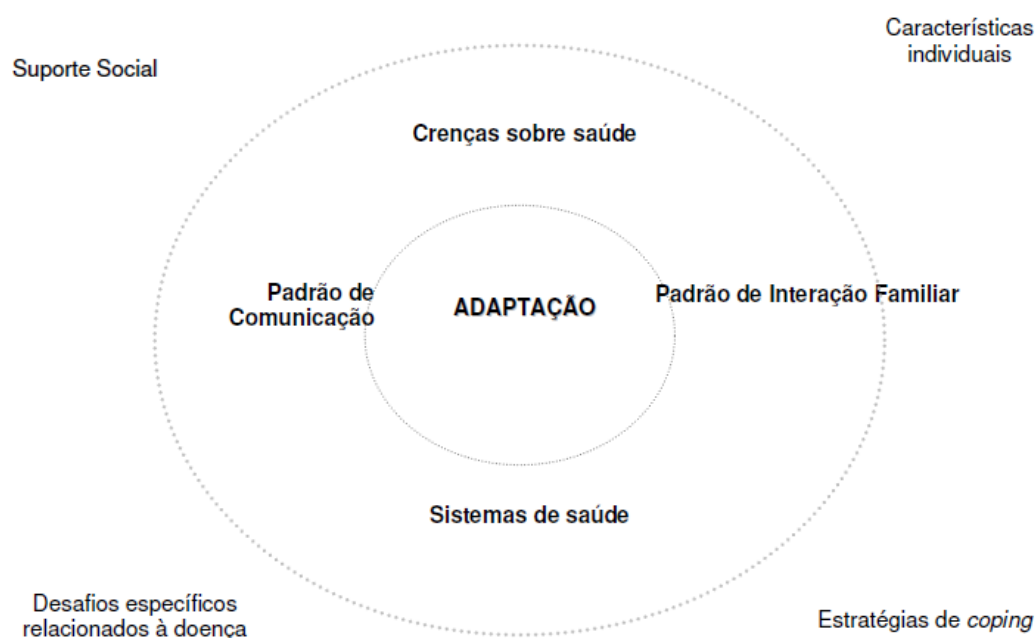 Características
individuais
Suporte Social
Crenças sobre saúde
Padrão de
Comunicação
ADAPTAÇÃO
Padrão de Interação Familiar
Sistemas de saúde
Desafios específicos
relacionados à doença
Estratégias de coping